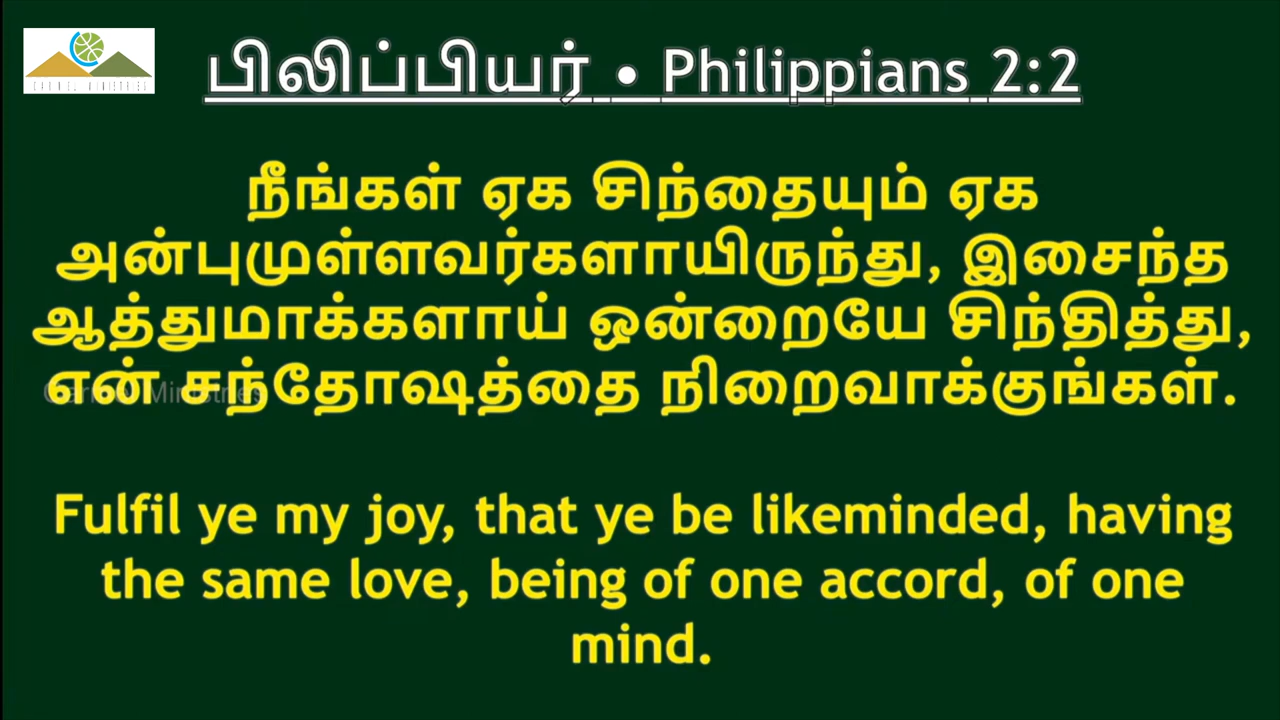 பிலிப்பியர் • Philippians 2:2
நீங்கள் ஏக சிந்தையும் ஏக
அன்புமுள்ளவர்களாயிருந்து, இசைந்த
ஆத்துமாக்களாய் ஒன்றையே சிந்தித்து,
என் சந்தோஷத்தை நிறைவாக்குங்கள்.
Fulfil ye my joy, that ye be likeminded, having
the same love, being of one accord, of one
mind.